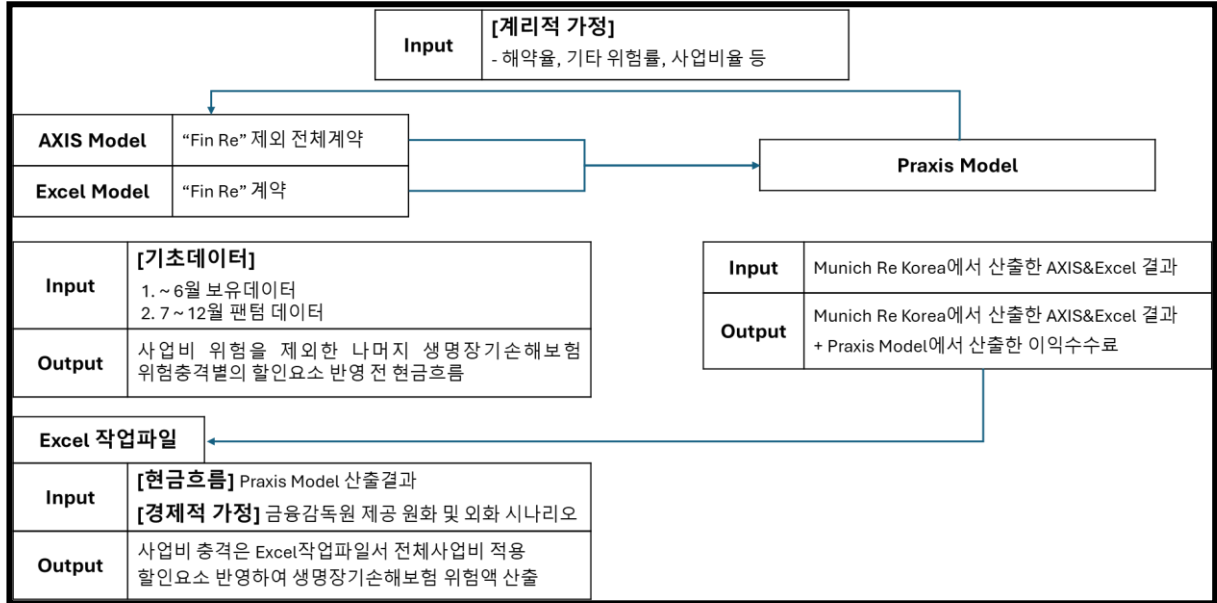 Input
[계리적 가정]
- 해약율, 기타 위험률, 사업비율 등
AXIS Model
“Fin Re” 제외 전체계약
Excel Model
“Fin Re” 계약
Praxis Model
Input
[기초데이터]
1. ~ 6월 보유데이터
2. 7 ~ 12월 팬텀 데이터
Output
사업비 위험을 제외한 나머지 생명장기손해보험
위험충격별의 할인요소 반영 전 현금흐름
Input
Munich Re Korea에서 산출한 AXIS&Excel 결과
Output
Munich Re Korea에서 산출한 AXIS&Excel 결과
+ Praxis Model에서 산출한 이익수수료
Excel 작업파일
Input
[현금흐름] Praxis Model 산출결과
[경제적 가정] 금융감독원 제공 원화 및 외화 시나리오
Output
사업비 충격은 Excel작업파일서 전체사업비 적용
할인요소 반영하여 생명장기손해보험 위험액 산출